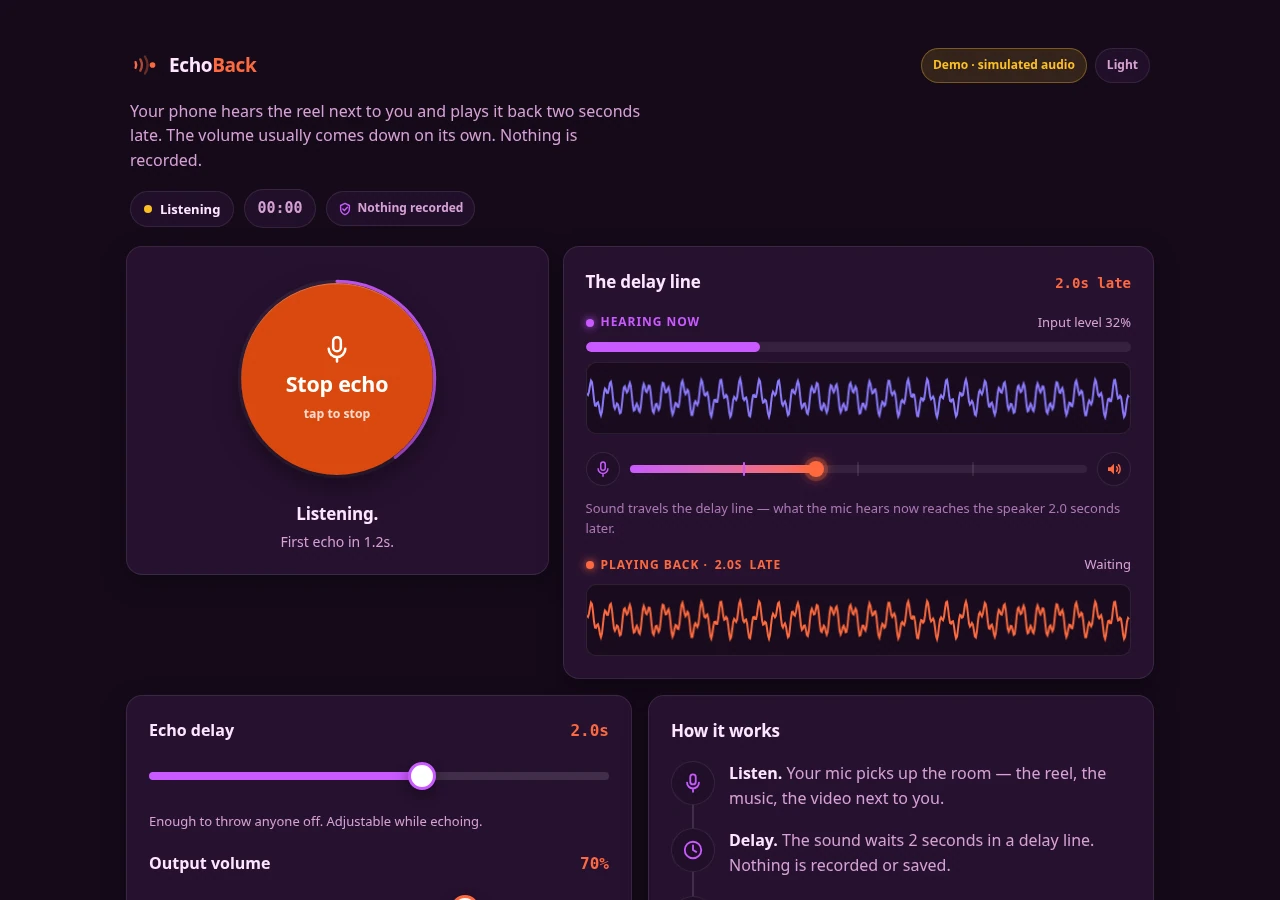 EchoBack
Demo · simulated audio
Light
Your phone hears the reel next to you and plays it back two seconds
late. The volume usually comes down on its own. Nothing is
recorded.
Listening
00:00
Nothing recorded
Stop echo
tap to stop
Listening.
First echo in 1.2s.
The delay line
2.0s late
HEARING NOW
Input level 32%
Sound travels the delay line — what the mic hears now reaches the speaker 2.0 seconds
later.
PLAYING BACK · 2.0S LATE
Waiting
Echo delay
2.0s
Enough to throw anyone off. Adjustable while echoing.
Output volume
70%
How it works
Listen. Your mic picks up the room — the reel, the
music, the video next to you.
Delay. The sound waits 2 seconds in a delay line.
Nothing is recorded or saved.